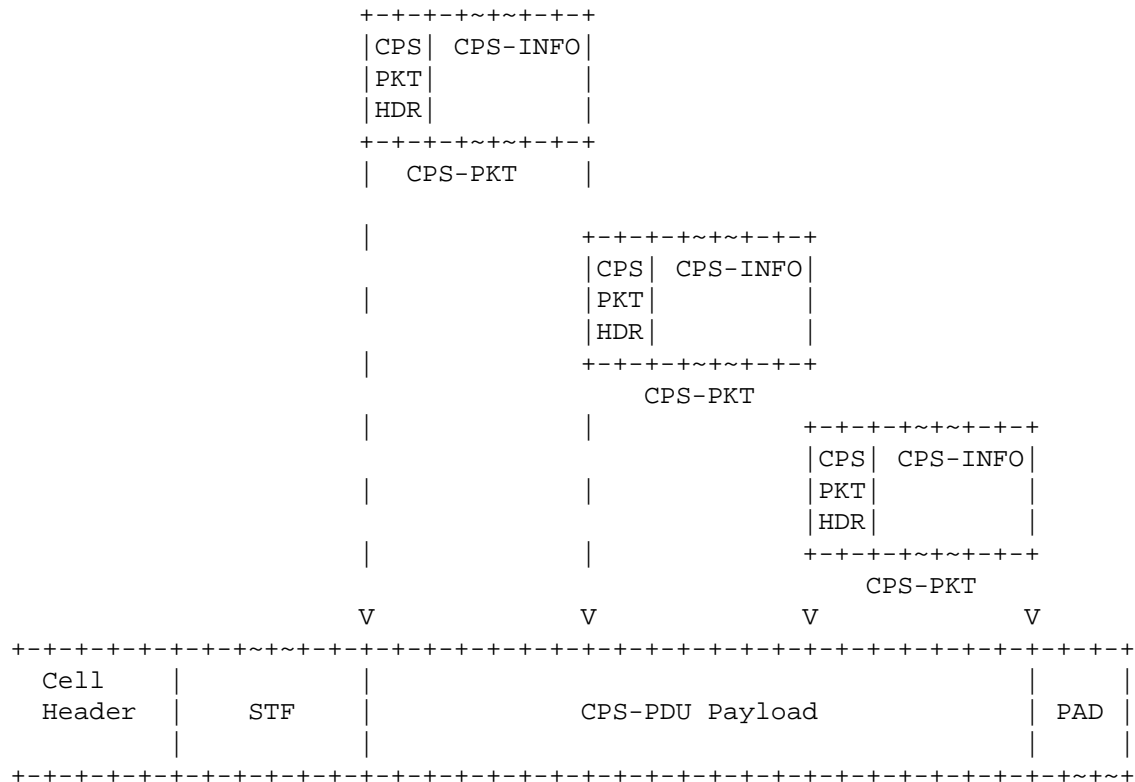 +-+-+-+~+~+-+-+
|CPS| CPS-INFO|
|PKT| |
|HDR| |
+-+-+-+~+~+-+-+
| CPS-PKT |
| +-+-+-+~+~+-+-+
|CPS| CPS-INFO|
| |PKT| |
|HDR| |
| +-+-+-+~+~+-+-+
CPS-PKT
| | +-+-+-+~+~+-+-+
|CPS| CPS-INFO|
| | |PKT| |
|HDR| |
| | +-+-+-+~+~+-+-+
CPS-PKT
V V V V
+-+-+-+-+-+-+-+~+~+-+-+-+-+-+-+-+-+-+-+-+-+-+-+-+-+-+-+-+-+-+-+-+-+-+-+
Cell | | | |
Header | STF | CPS-PDU Payload | PAD |
| | | |
+-+-+-+-+-+-+-+-+-+-+-+-+-+-+-+-+-+-+-+-+-+-+-+-+-+-+-+-+-+-+-+-+-+~+~+